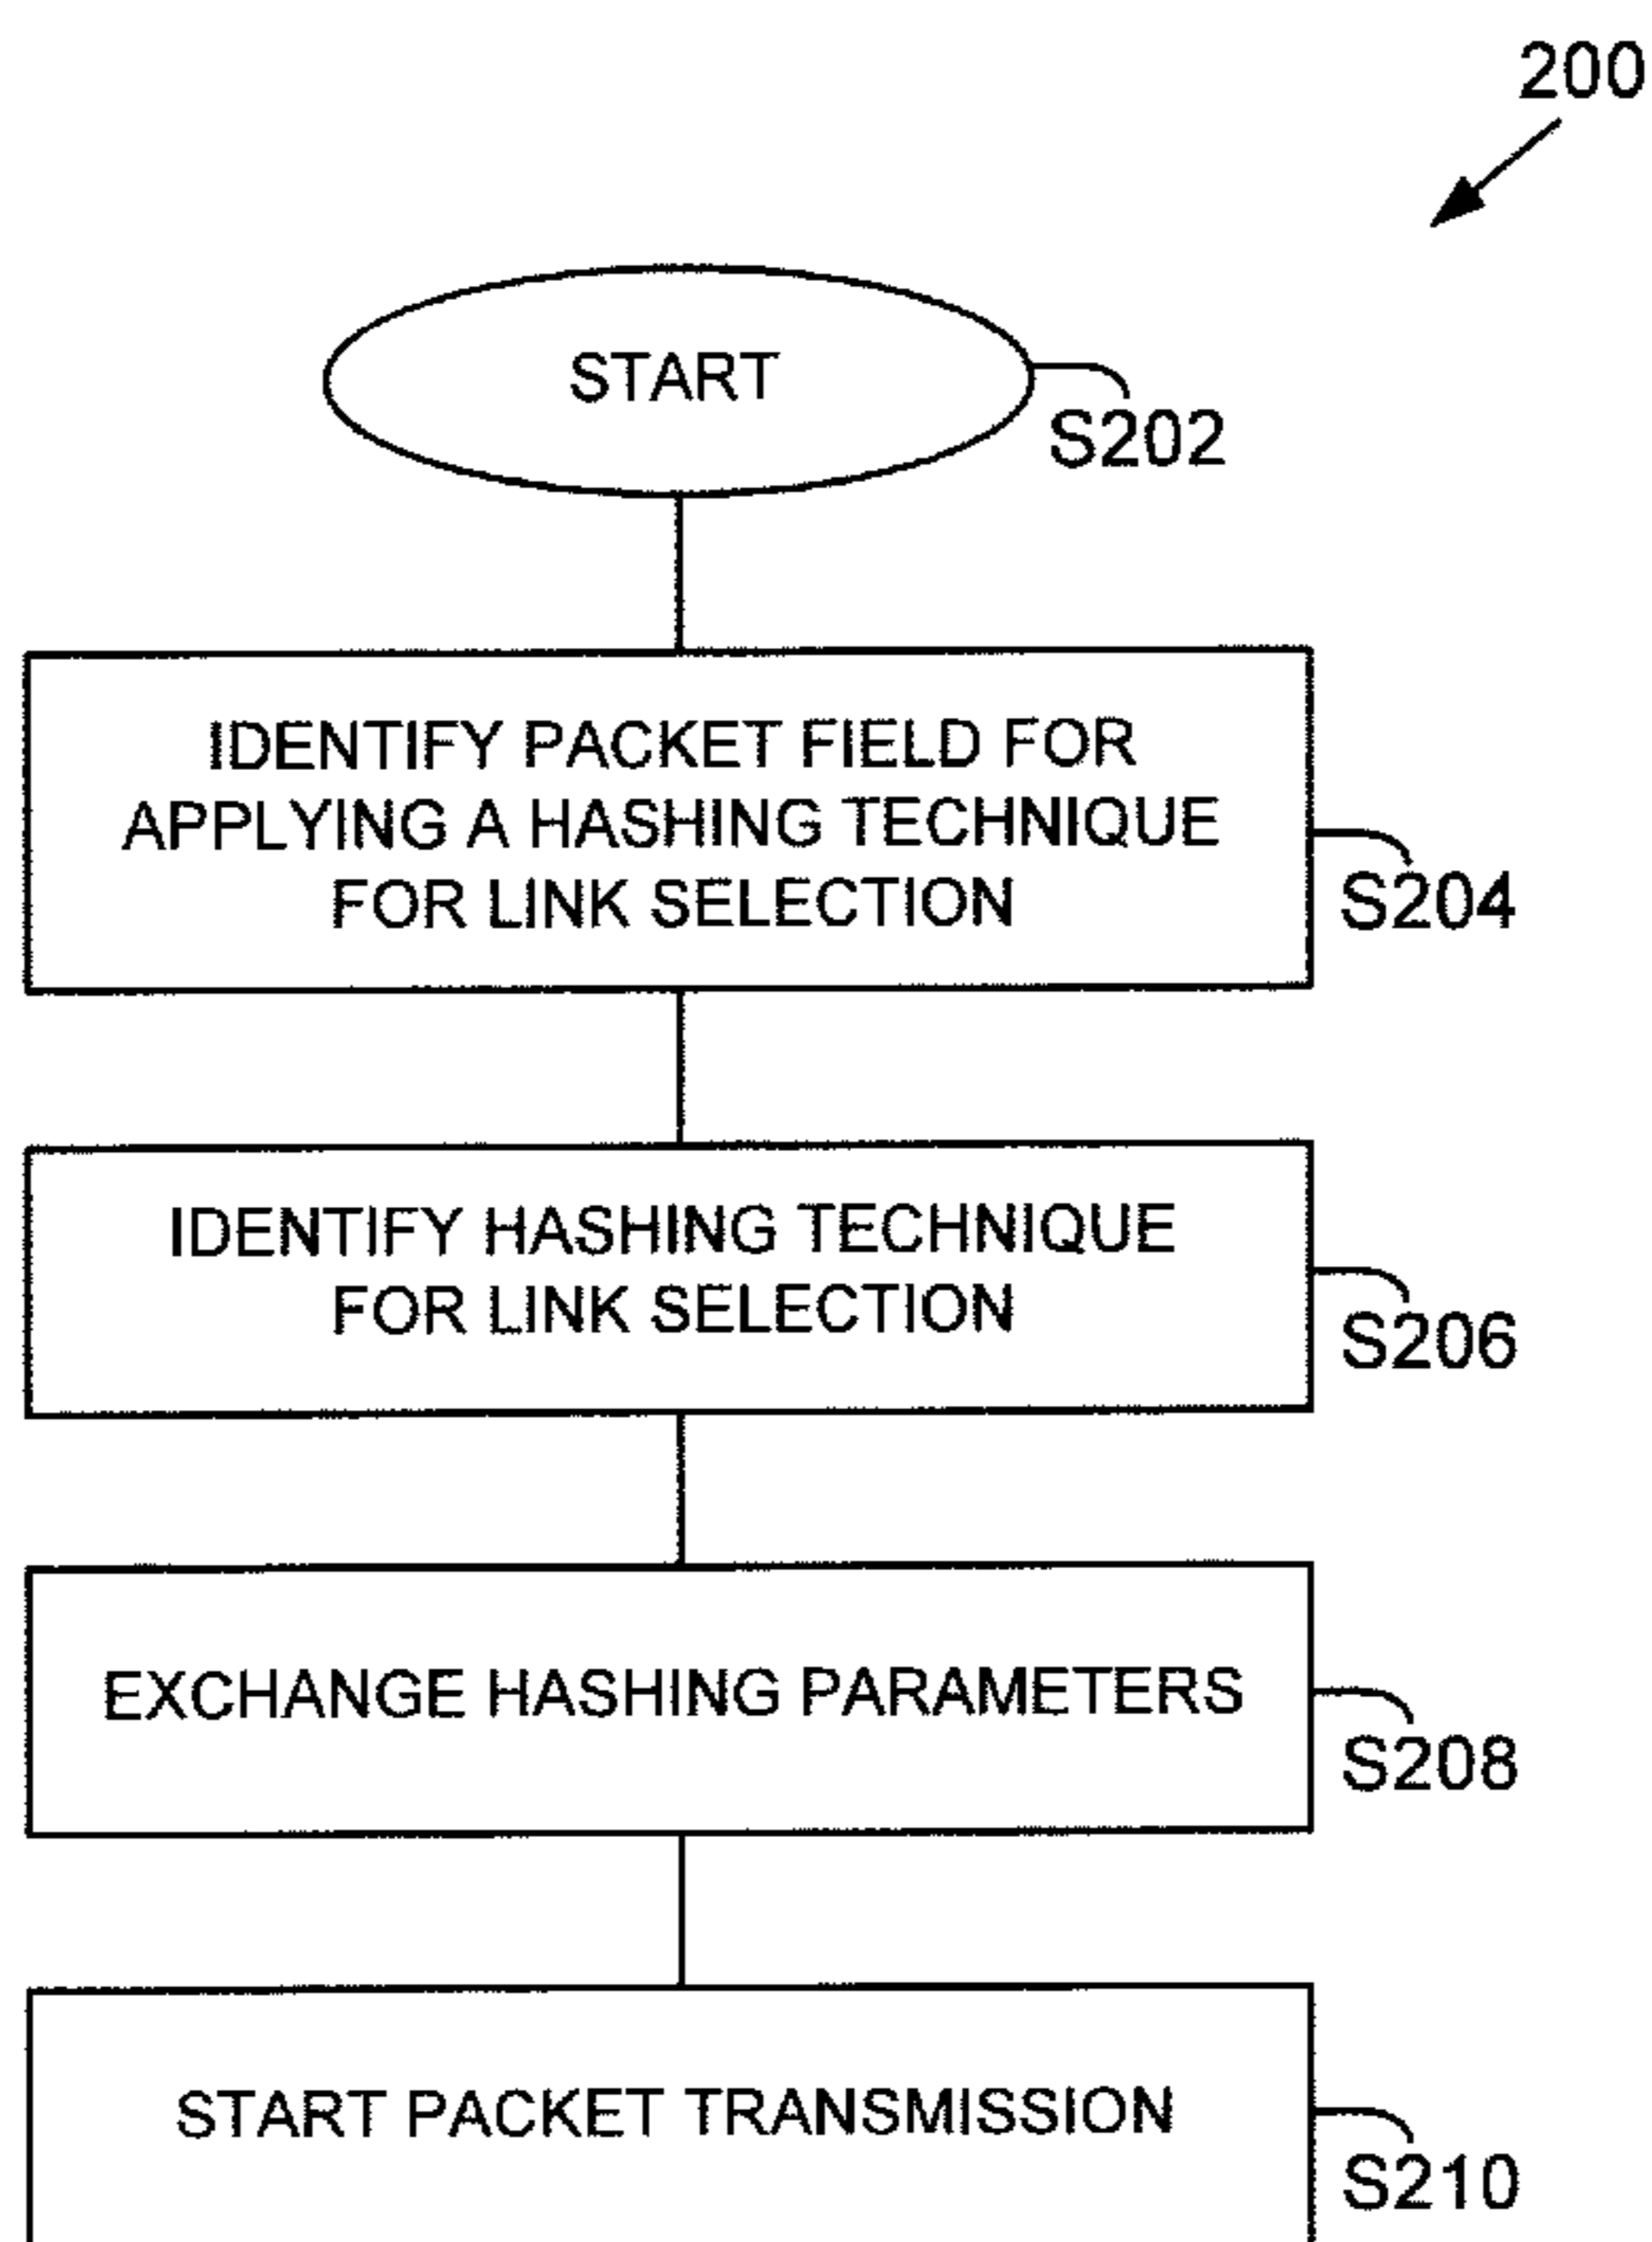 200
START
S202
IDENTIFY PACKET FIELD FOR
APPLYING A HASHING TECHNIQUE
FOR LINK SELECTION
S204
IDENTIFY HASHING TECHNIQUE
FOR LINK SELECTION
S206
EXCHANGE HASHING PARAMETERS
S208
START PACKET TRANSMISSION
S210